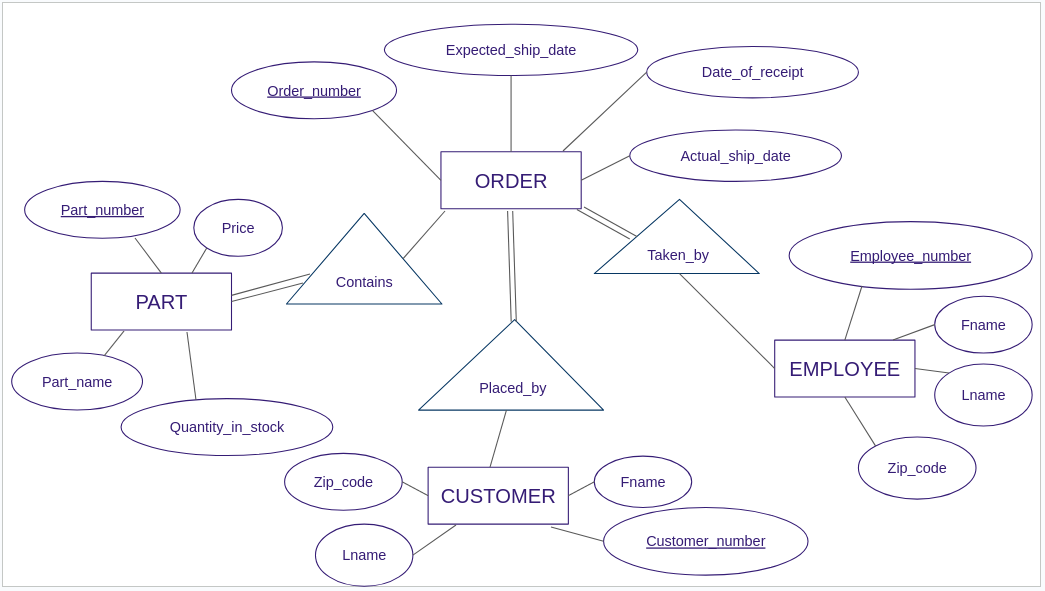 Expected_ship_date
Date_of_receipt
Order_number
Actual_ship_date
ORDER
Part_number
Price
Taken_by
Employee_number
Contains
PART
Fname
EMPLOYEE
Part_name
Placed_by
Lname
Quantity_in_stock
Zip_code
Zip_code
Fname
CUSTOMER
Customer_number
Lname